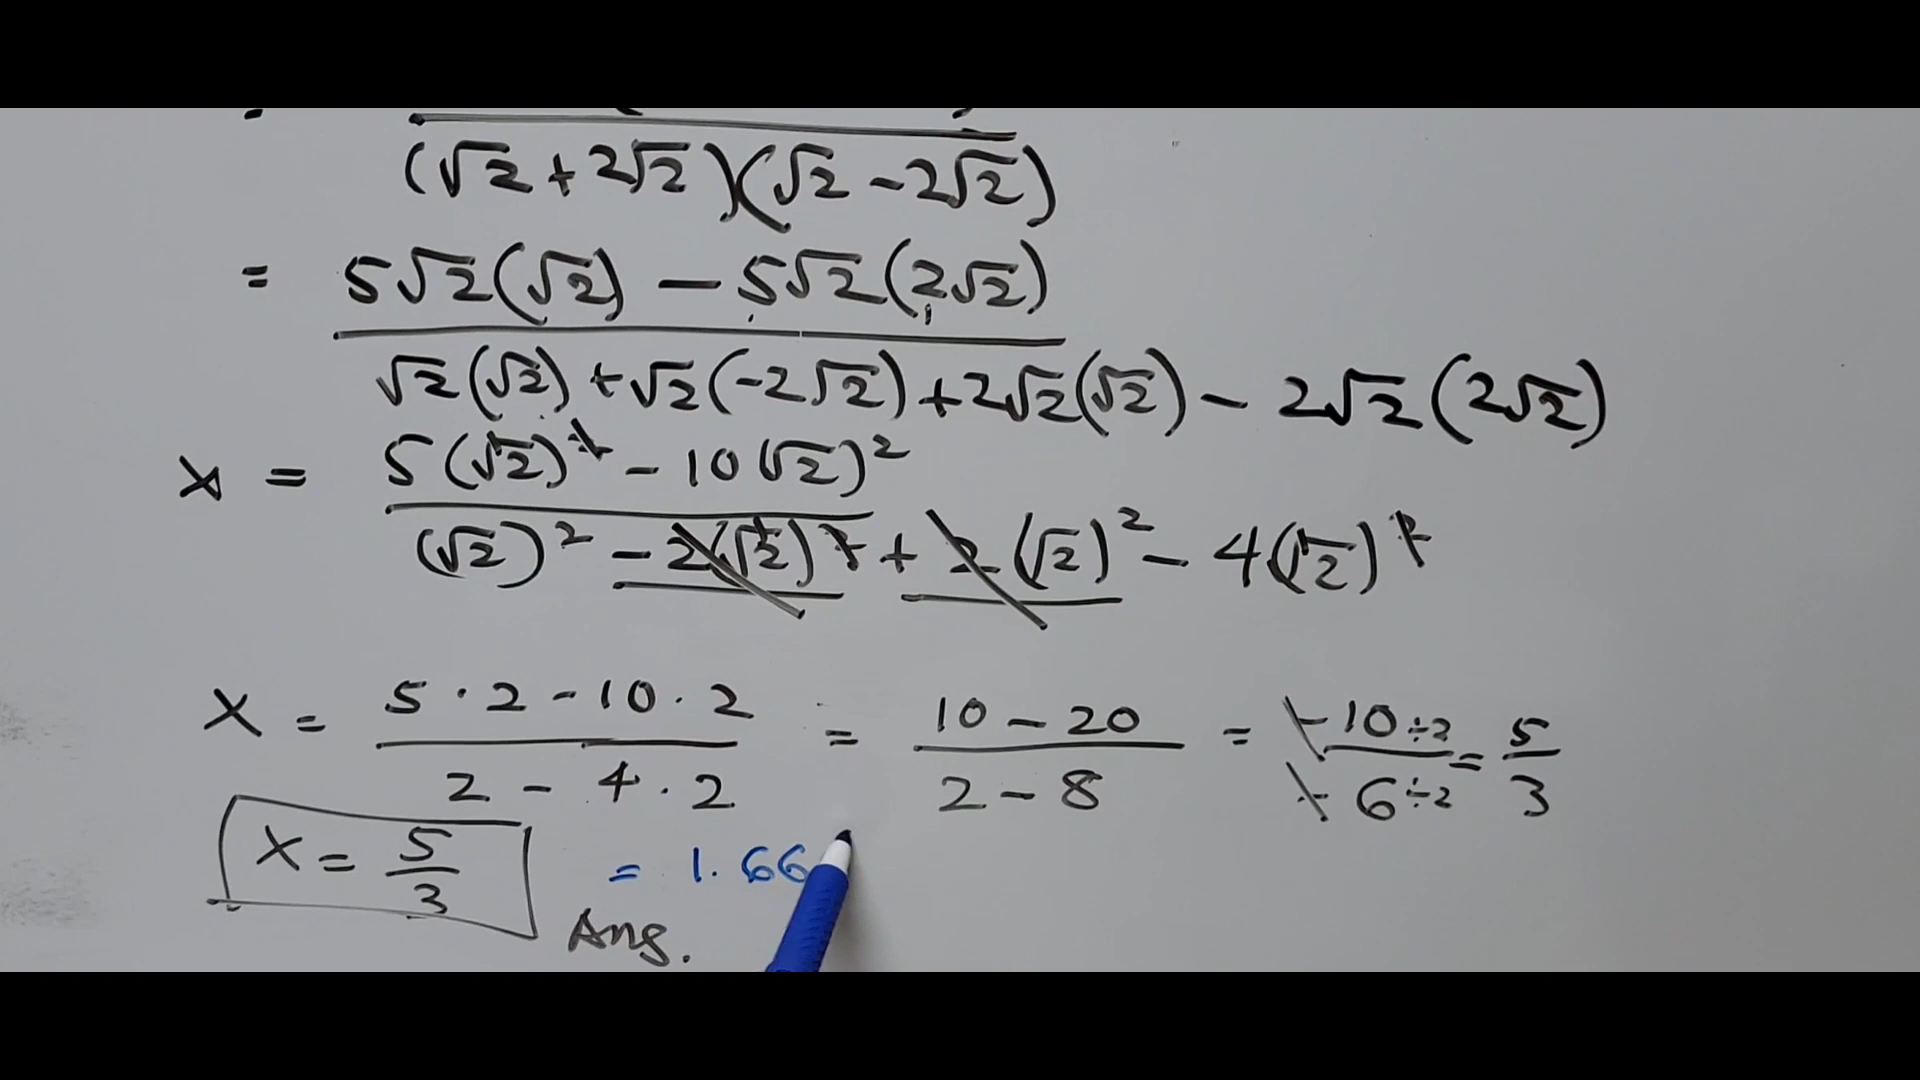 (√2 + 2√2)(√2 - 2√2)
= 5√2(√2) - 5√2(2√2)
√2(√2) + √2(-2√2) + 2√2(√2) - 2√2(2√2)
x = 5(√2)² - 10(√2)²
(√2)² - 2(√2)² + 2(√2)² - 4(√2)²
x = 5·2 - 10·2 = 10 - 20 = -10÷2 = 5
2 - 4·2 2 - 8 -6÷2 3
x = 5/3 = 1.66
Ans.